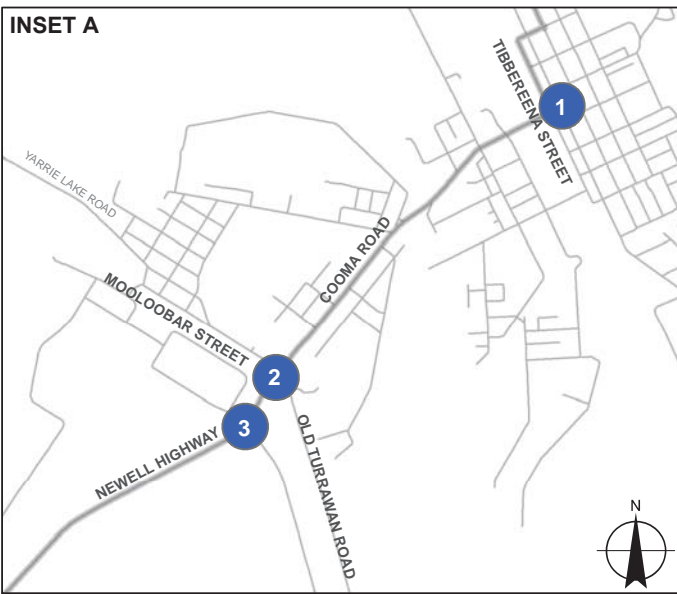 INSET A
TIBBEREENA STREET
1
YARRIE LAKE ROAD
COOMA ROAD
MOOLOOBAR STREET
2
3
NEWELL HIGHWAY
OLD TURRAWAN ROAD
N